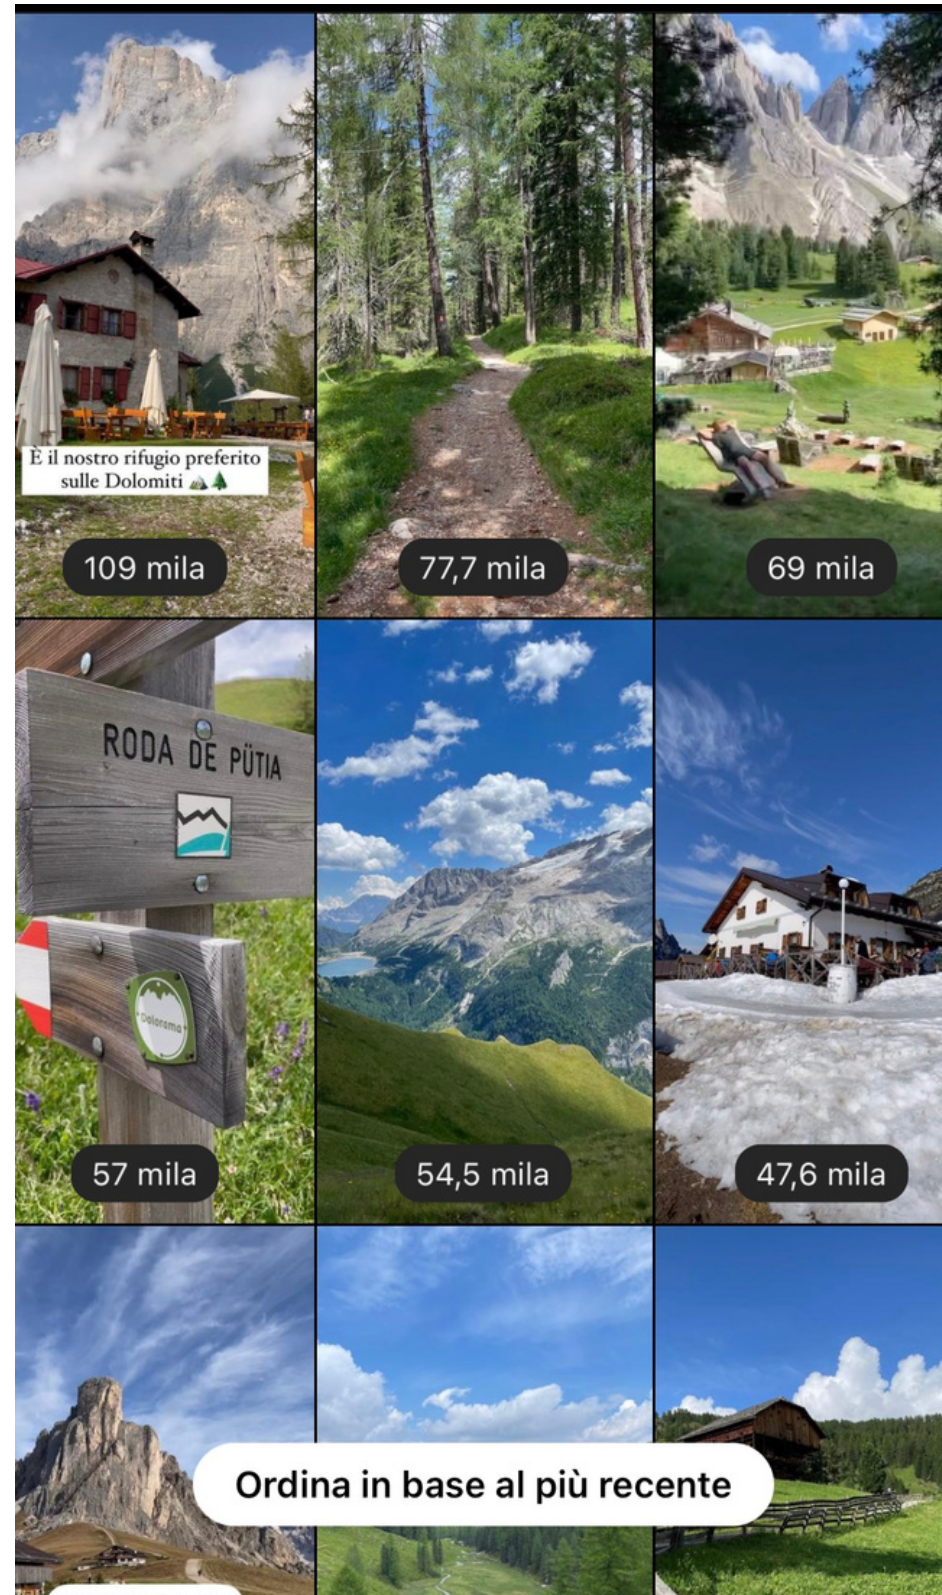 È il nostro rifugio preferito
sulle Dolomiti
109 mila
77,7 mila
69 mila
RODA DE PÜTIA
Dolorama
57 mila
54,5 mila
47,6 mila
Ordina in base al più recente